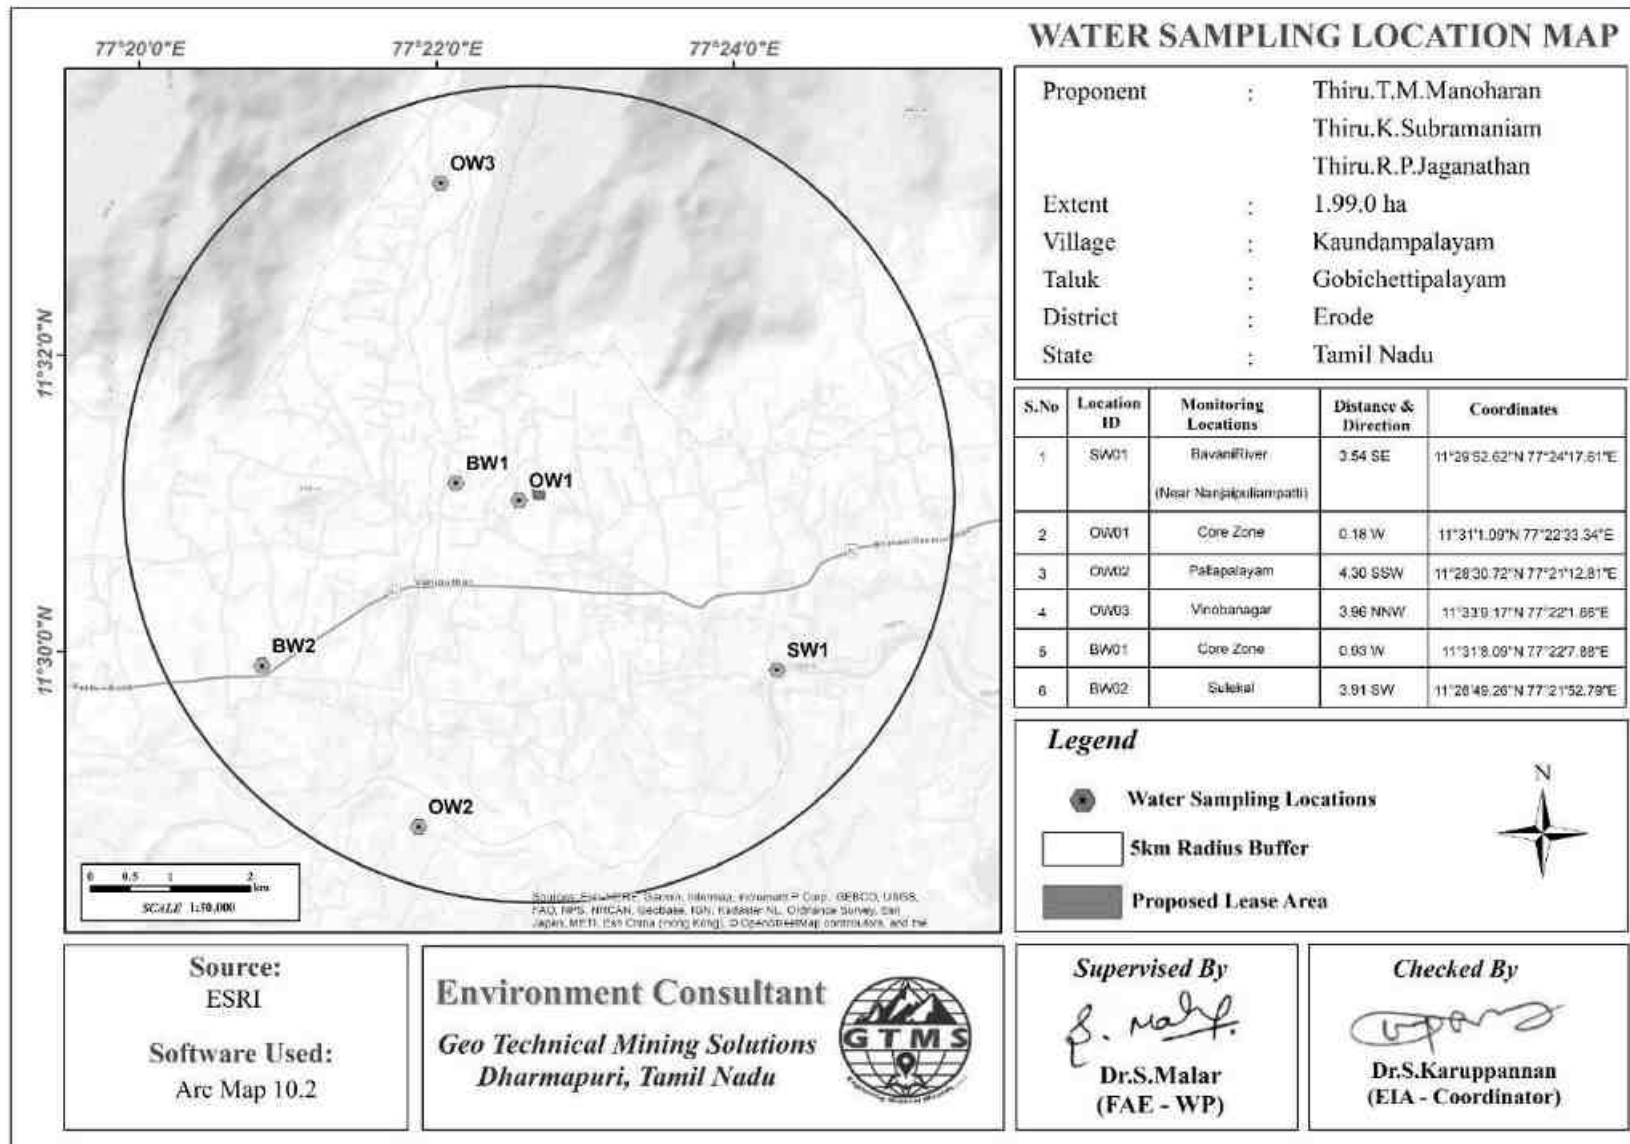 WATER SAMPLING LOCATION MAP
77°20'0"E 77°22'0"E 77°24'0"E
11°32'0"N
11°30'0"N
OW3
BW1
OW1
BW2
SW1
OW2
0 0.5 1 2
km
SCALE 1:50,000
Proponent : Thiru.T.M.Manoharan
Thiru.K.Subramaniam
Thiru.R.P.Jaganathan
Extent : 1.99.0 ha
Village : Kaundampalayam
Taluk : Gobichettipalayam
District : Erode
State : Tamil Nadu
S.No Location ID Monitoring Locations Distance & Direction Coordinates
1 SW01 BavaniRiver (Near Nanjaipuliampatti) 3.54 SE 11°29'52.62"N 77°24'17.61"E
2 OW01 Core Zone 0.18 W 11°31'1.09"N 77°22'33.34"E
3 OW02 Pallapalayam 4.30 SSW 11°28'30.72"N 77°21'12.81"E
4 OW03 Vinobanagar 3.96 NNW 11°33'9.17"N 77°22'1.66"E
5 BW01 Core Zone 0.93 W 11°31'8.09"N 77°22'7.88"E
6 BW02 Sulekal 3.91 SW 11°28'49.26"N 77°21'52.79"E
Legend
Water Sampling Locations
5km Radius Buffer
Proposed Lease Area
N
Source:
ESRI
Software Used:
Arc Map 10.2
Environment Consultant
Geo Technical Mining Solutions
Dharmapuri, Tamil Nadu
GTMS
Supervised By
Dr.S.Malar
(FAE - WP)
Checked By
Dr.S.Karuppannan
(EIA - Coordinator)